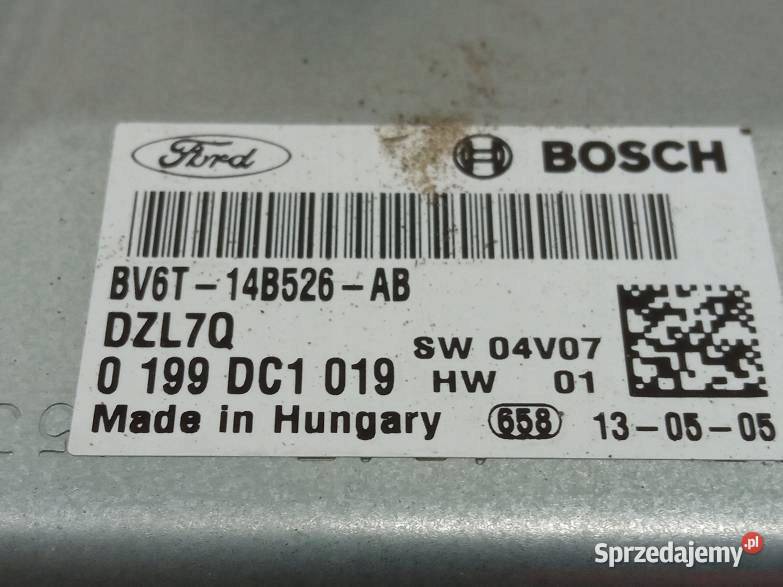 Ford BOSCH
BV6T-14B526-AB
DZL7Q
SW 04V07
0 199 DC1 019
HW 01
Made in Hungary 658 13-05-05
Sprzedajemy.pl